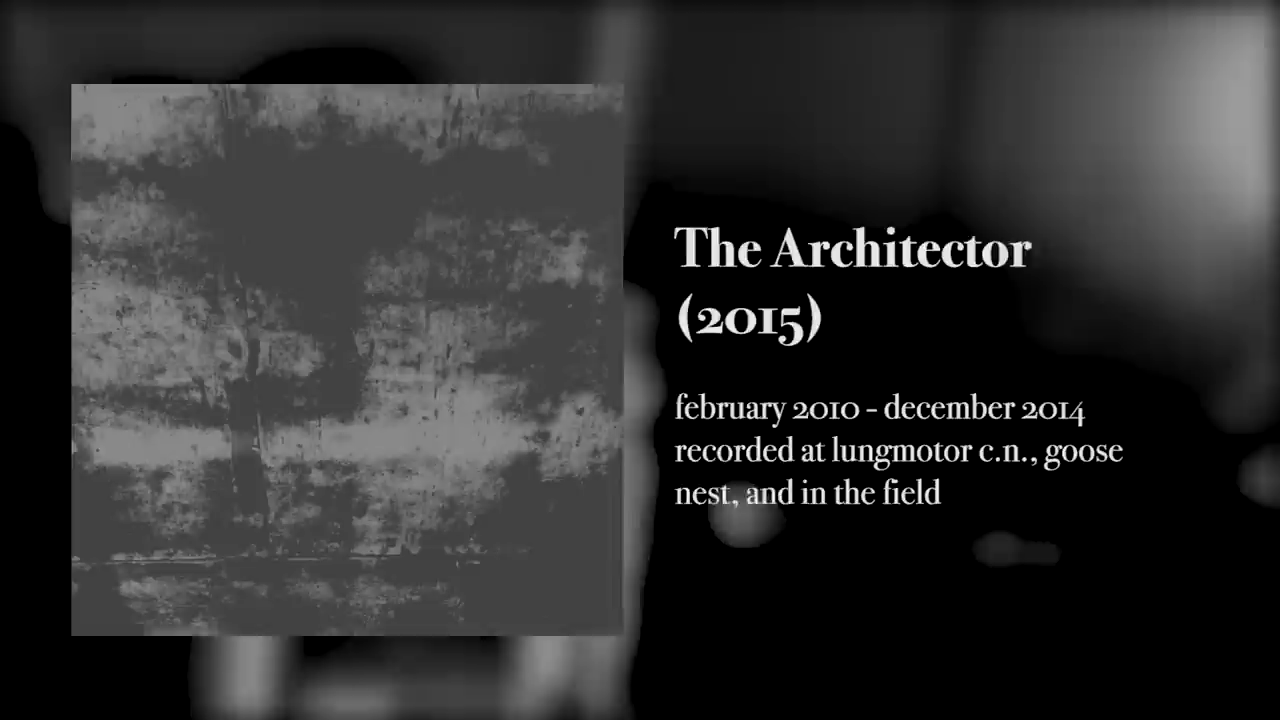 The Architector
(2015)
february 2010 - december 2014
recorded at lungmotor c.n., goose
nest, and in the field